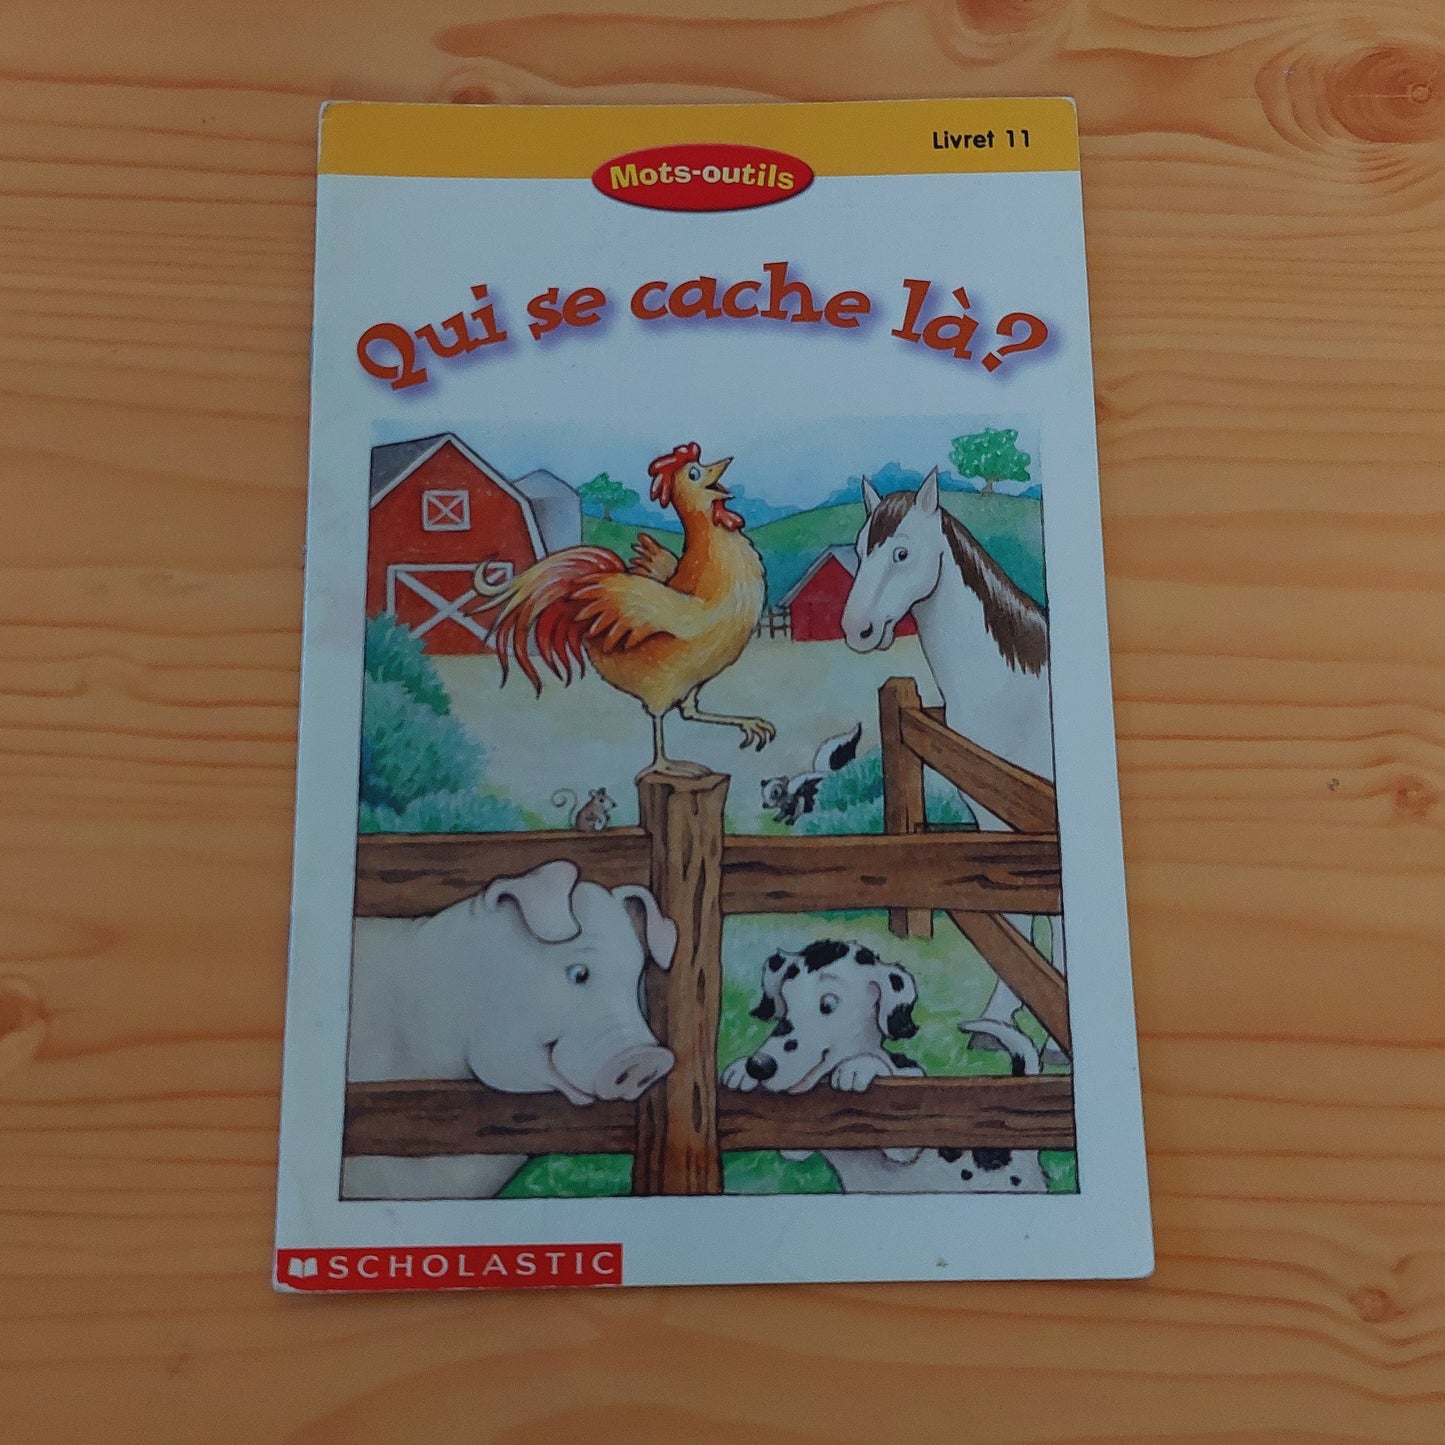 Livret 11
Mots-outils
Qui se cache là?
SCHOLASTIC